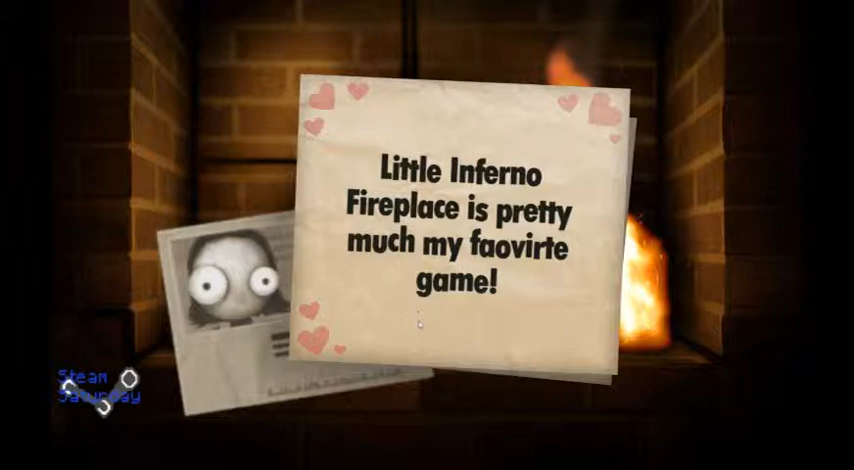 Little Inferno
Fireplace is pretty
much my faovirte
game!
Steam
Saturday